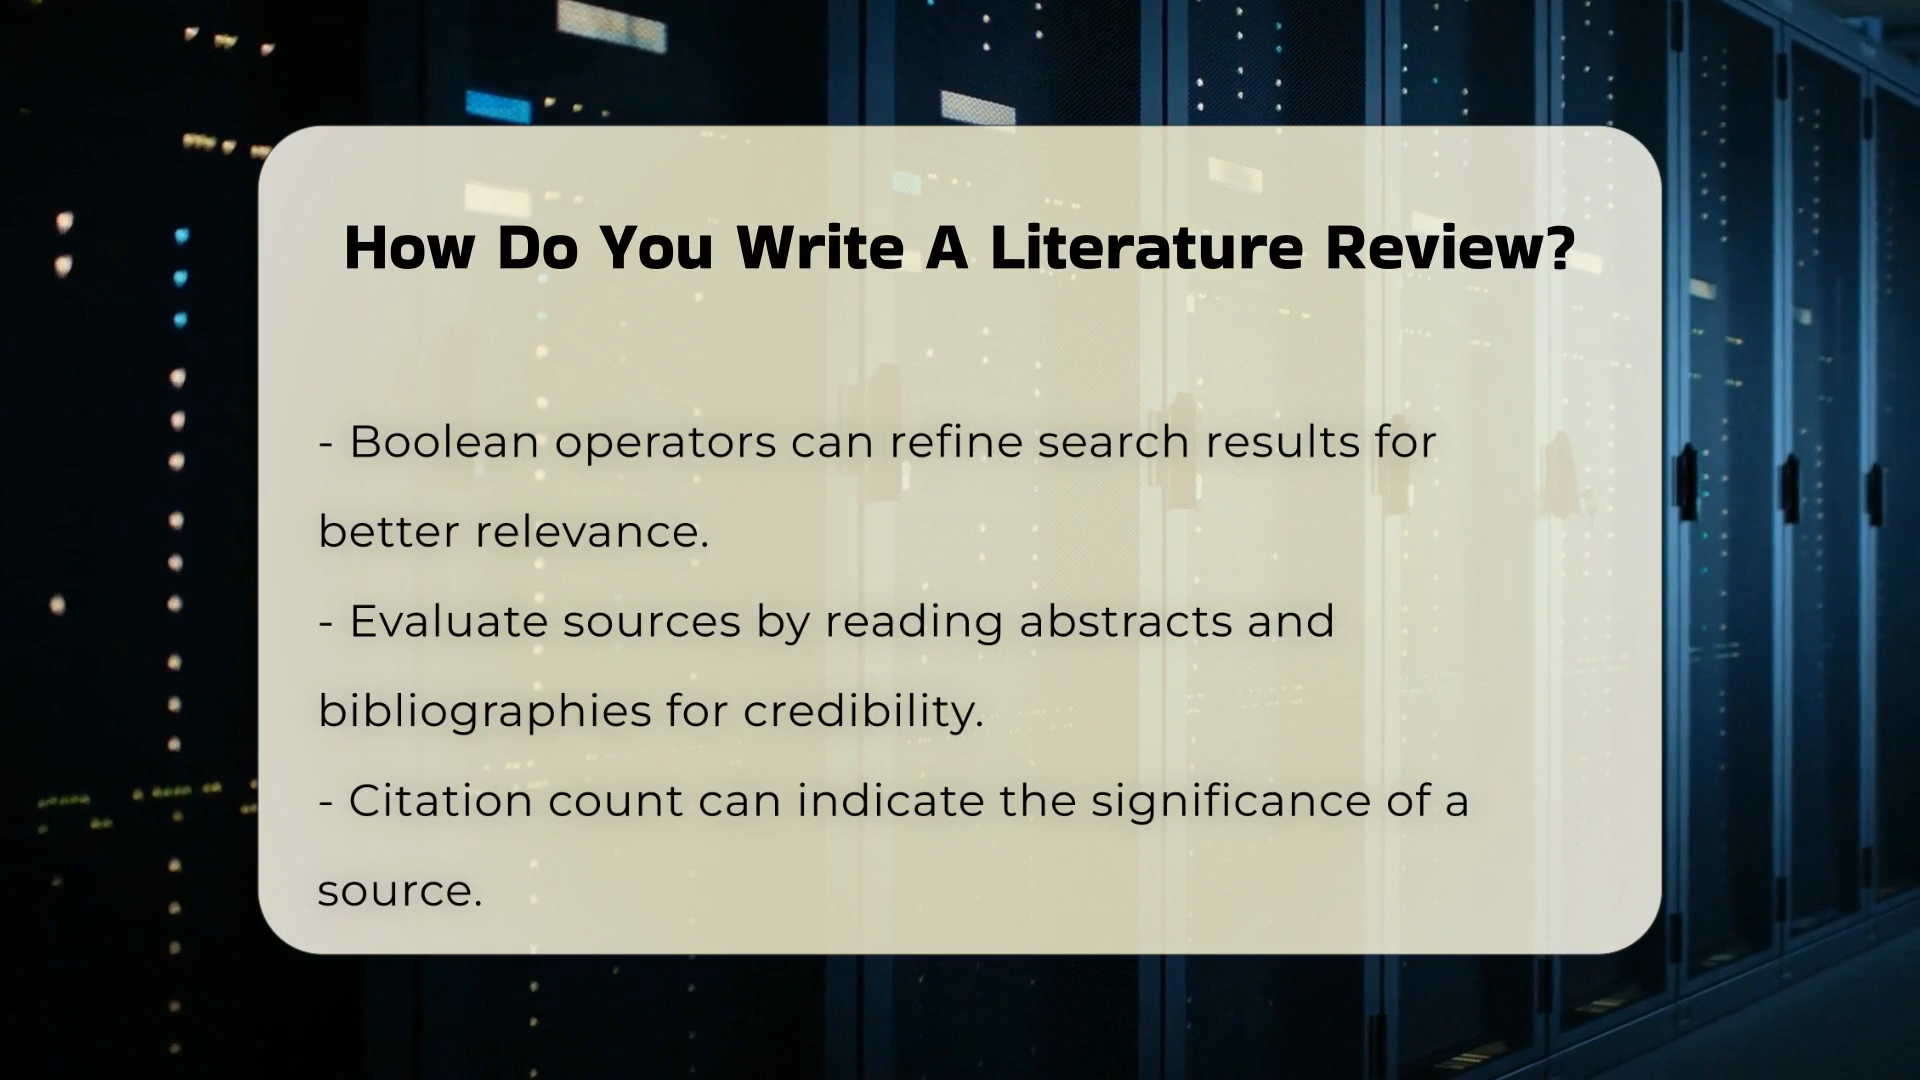 How Do You Write A Literature Review?
- Boolean operators can refine search results for
better relevance.
- Evaluate sources by reading abstracts and
bibliographies for credibility.
- Citation count can indicate the significance of a
source.